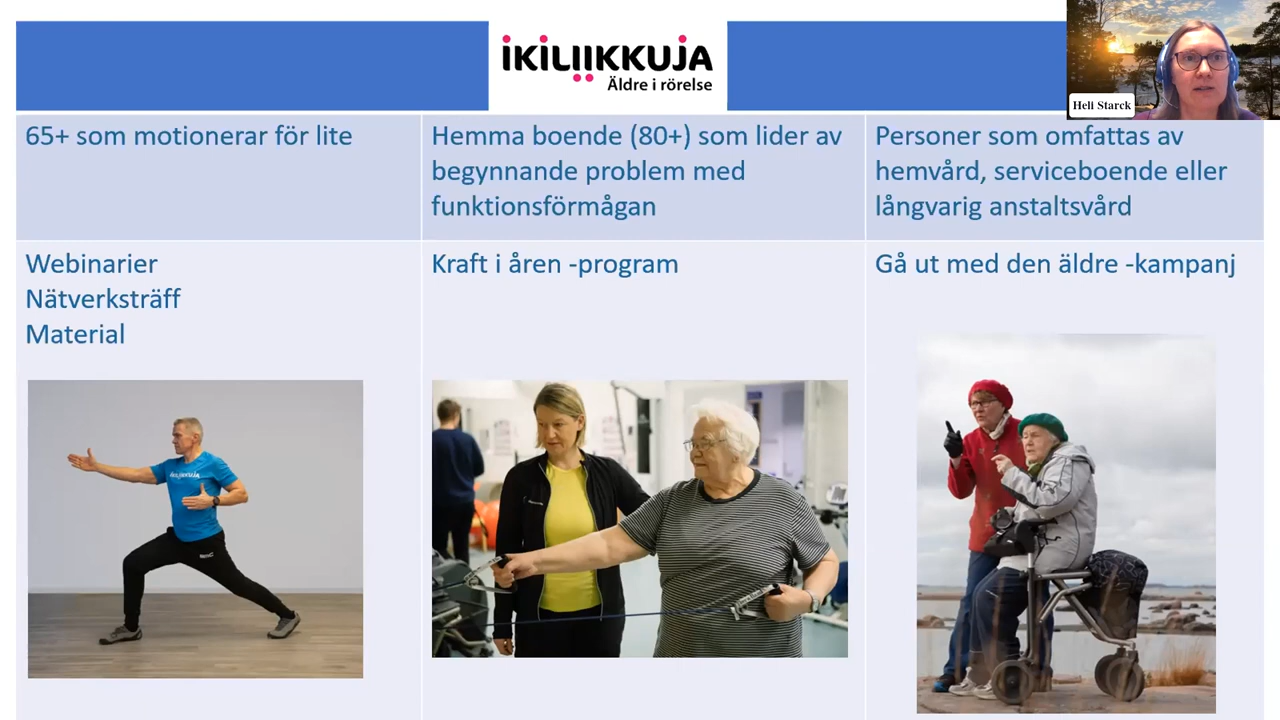 iKiLiiKKUJA
Äldre i rörelse
Heli Starck
65+ som motionerar för lite
Hemma boende (80+) som lider av
begynnande problem med
funktionsförmågan
Personer som omfattas av
hemvård, serviceboende eller
långvarig anstaltsvård
Webinarier
Nätverksträff
Material
Kraft i åren -program
Gå ut med den äldre -kampanj
iKiLiiKKUJA